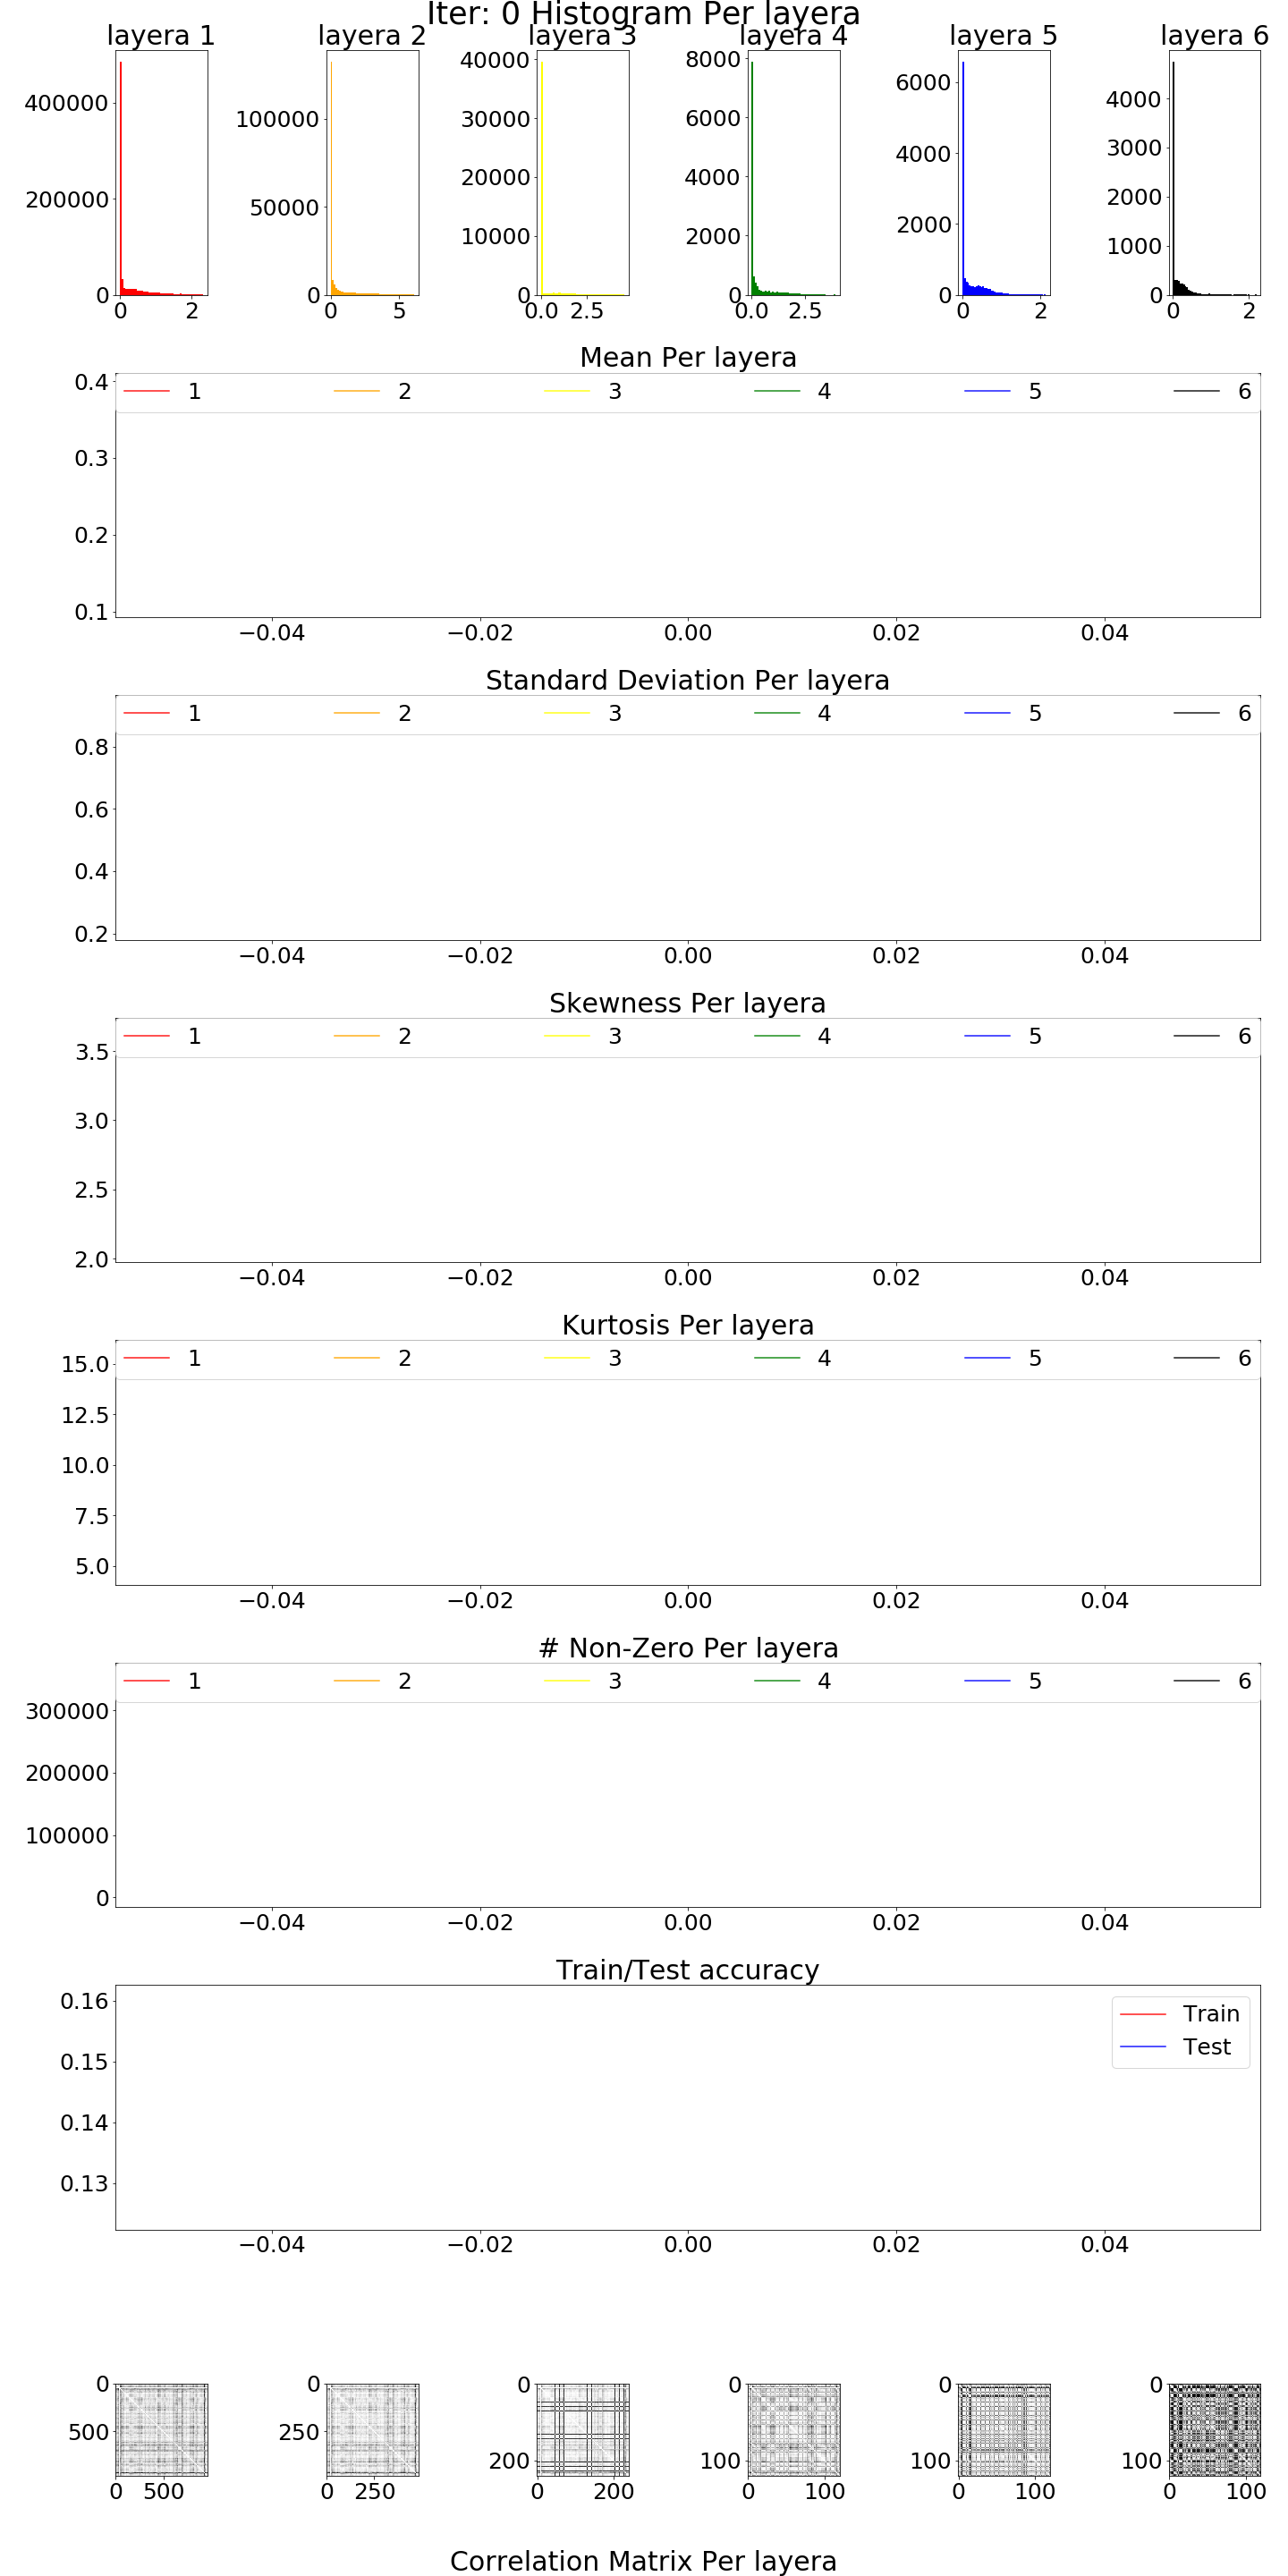 Iter: 0 Histogram Per layera
layera 1 layera 2 layera 3 layera 4 layera 5 layera 6
400000 200000 0
0 2
100000 50000 0
0 5
40000 30000 20000 10000 0
0.0 2.5
8000 6000 4000 2000 0
0.0 2.5
6000 4000 2000 0
0 2
4000 3000 2000 1000 0
0 2
Mean Per layera
1 2 3 4 5 6
0.4
0.3
0.2
0.1
−0.04 −0.02 0.00 0.02 0.04
Standard Deviation Per layera
1 2 3 4 5 6
0.8
0.6
0.4
0.2
−0.04 −0.02 0.00 0.02 0.04
Skewness Per layera
1 2 3 4 5 6
3.5
3.0
2.5
2.0
−0.04 −0.02 0.00 0.02 0.04
Kurtosis Per layera
1 2 3 4 5 6
15.0
12.5
10.0
7.5
5.0
−0.04 −0.02 0.00 0.02 0.04
# Non-Zero Per layera
1 2 3 4 5 6
300000
200000
100000
0
−0.04 −0.02 0.00 0.02 0.04
Train/Test accuracy
Train
Test
0.16
0.15
0.14
0.13
−0.04 −0.02 0.00 0.02 0.04
0 0 0 0 0 0
500 250 200 100 100 100
0 500 0 250 0 200 0 100 0 100 0 100
Correlation Matrix Per layera